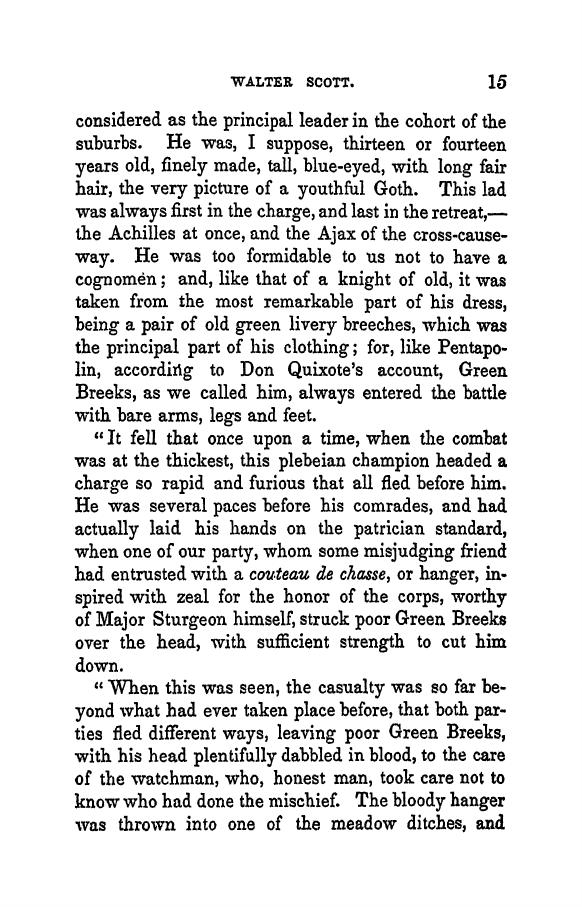 WALTER SCOTT. 15
considered as the principal leader in the cohort of the
suburbs. He was, I suppose, thirteen or fourteen
years old, finely made, tall, blue-eyed, with long fair
hair, the very picture of a youthful Goth. This lad
was always first in the charge, and last in the retreat,—
the Achilles at once, and the Ajax of the cross-cause-
way. He was too formidable to us not to have a
cognomén; and, like that of a knight of old, it was
taken from the most remarkable part of his dress,
being a pair of old green livery breeches, which was
the principal part of his clothing; for, like Pentapo-
lin, according to Don Quixote's account, Green
Breeks, as we called him, always entered the battle
with bare arms, legs and feet.
"It fell that once upon a time, when the combat
was at the thickest, this plebeian champion headed a
charge so rapid and furious that all fled before him.
He was several paces before his comrades, and had
actually laid his hands on the patrician standard,
when one of our party, whom some misjudging friend
had entrusted with a couteau de chasse, or hanger, in-
spired with zeal for the honor of the corps, worthy
of Major Sturgeon himself, struck poor Green Breeks
over the head, with sufficient strength to cut him
down.
"When this was seen, the casualty was so far be-
yond what had ever taken place before, that both par-
ties fled different ways, leaving poor Green Breeks,
with his head plentifully dabbled in blood, to the care
of the watchman, who, honest man, took care not to
know who had done the mischief. The bloody hanger
was thrown into one of the meadow ditches, and